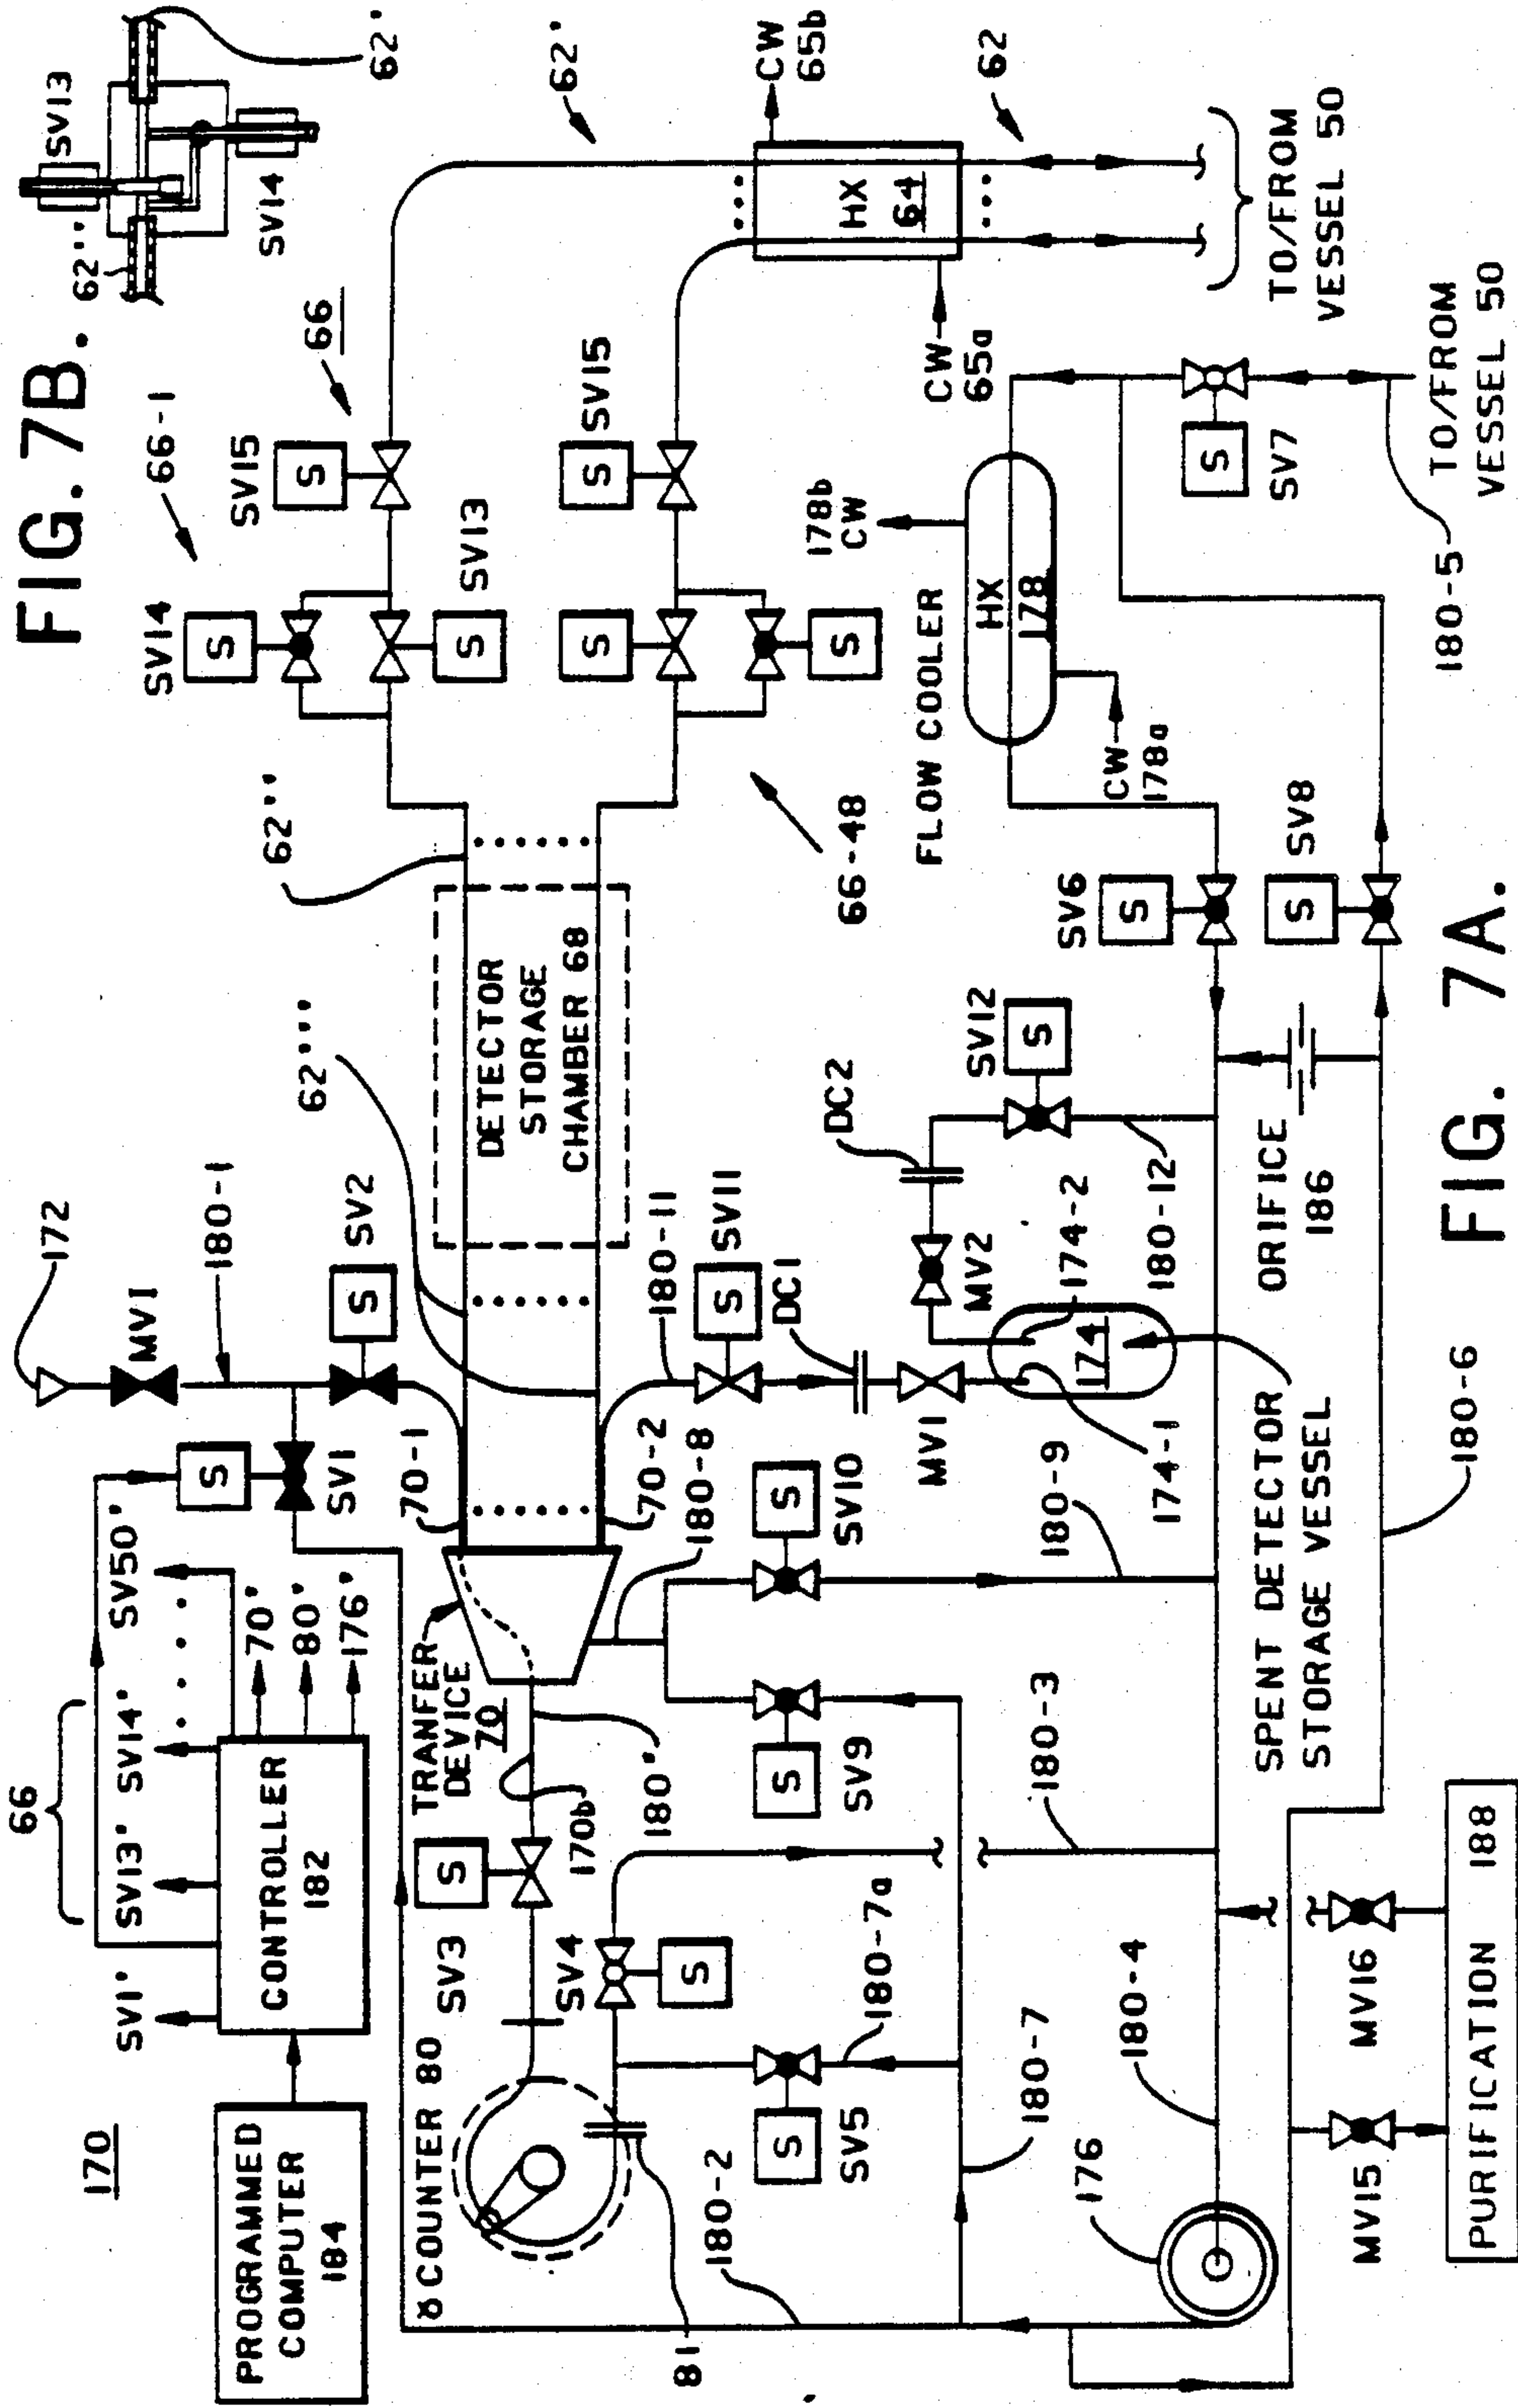 FIG. 7B.
SV13
62''
62'
SV14
170
PROGRAMMED
COMPUTER
184
CONTROLLER
182
66
SV1'
SV13'
SV14'
SV50'
70'
80'
176'
172
MV1
180-1
S
SV1
S
SV2
70-1
TRANFER
DEVICE
70
70-2
62'''
DETECTOR
STORAGE
CHAMBER 68
62''
66-1
66
SV14
S
SV13
S
SV15
S
SV15
S
S
S
66-48
62'
CW
65b
HX
64
CW
65a
62
TO/FROM
VESSEL 50
ɣ COUNTER 80
81
SV3
S
170b
180'
SV4
S
S
SV5
180-7a
180-2
180-7
180-8
S
SV9
S
SV10
180-9
180-3
180-11
S
SV11
DC1
MV1
174-1
174
174-2
MV2
DC2
SV12
S
180-12
SPENT DETECTOR
STORAGE VESSEL
ORIFICE
186
FLOW COOLER
HX
178
178b
CW
CW
178a
S
SV6
S
SV8
S
SV7
180-5
TO/FROM
VESSEL 50
176
180-4
180-6
MV15
MV16
PURIFICATION 188
FIG. 7A.